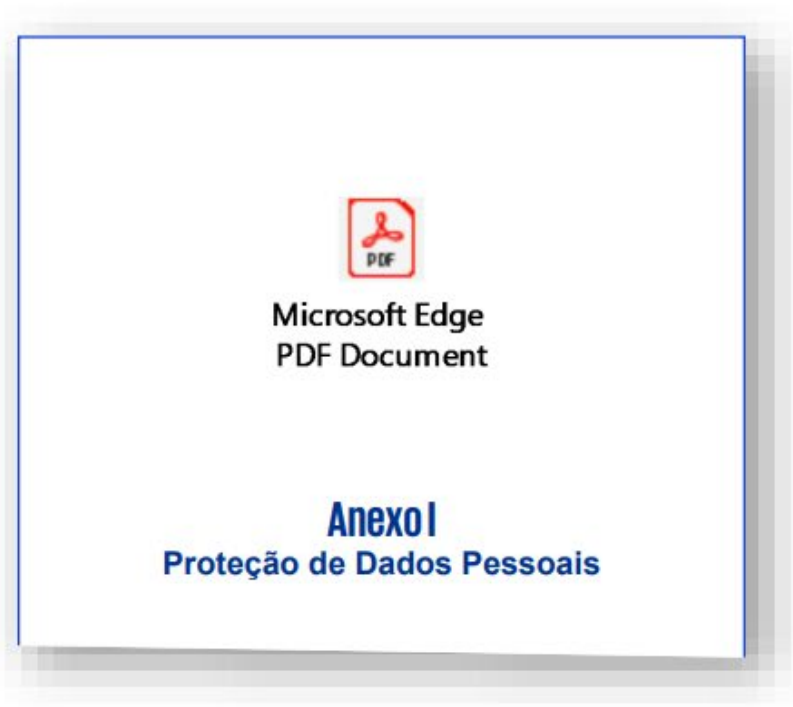 PDF
Microsoft Edge
PDF Document
Anexo I
Proteção de Dados Pessoais